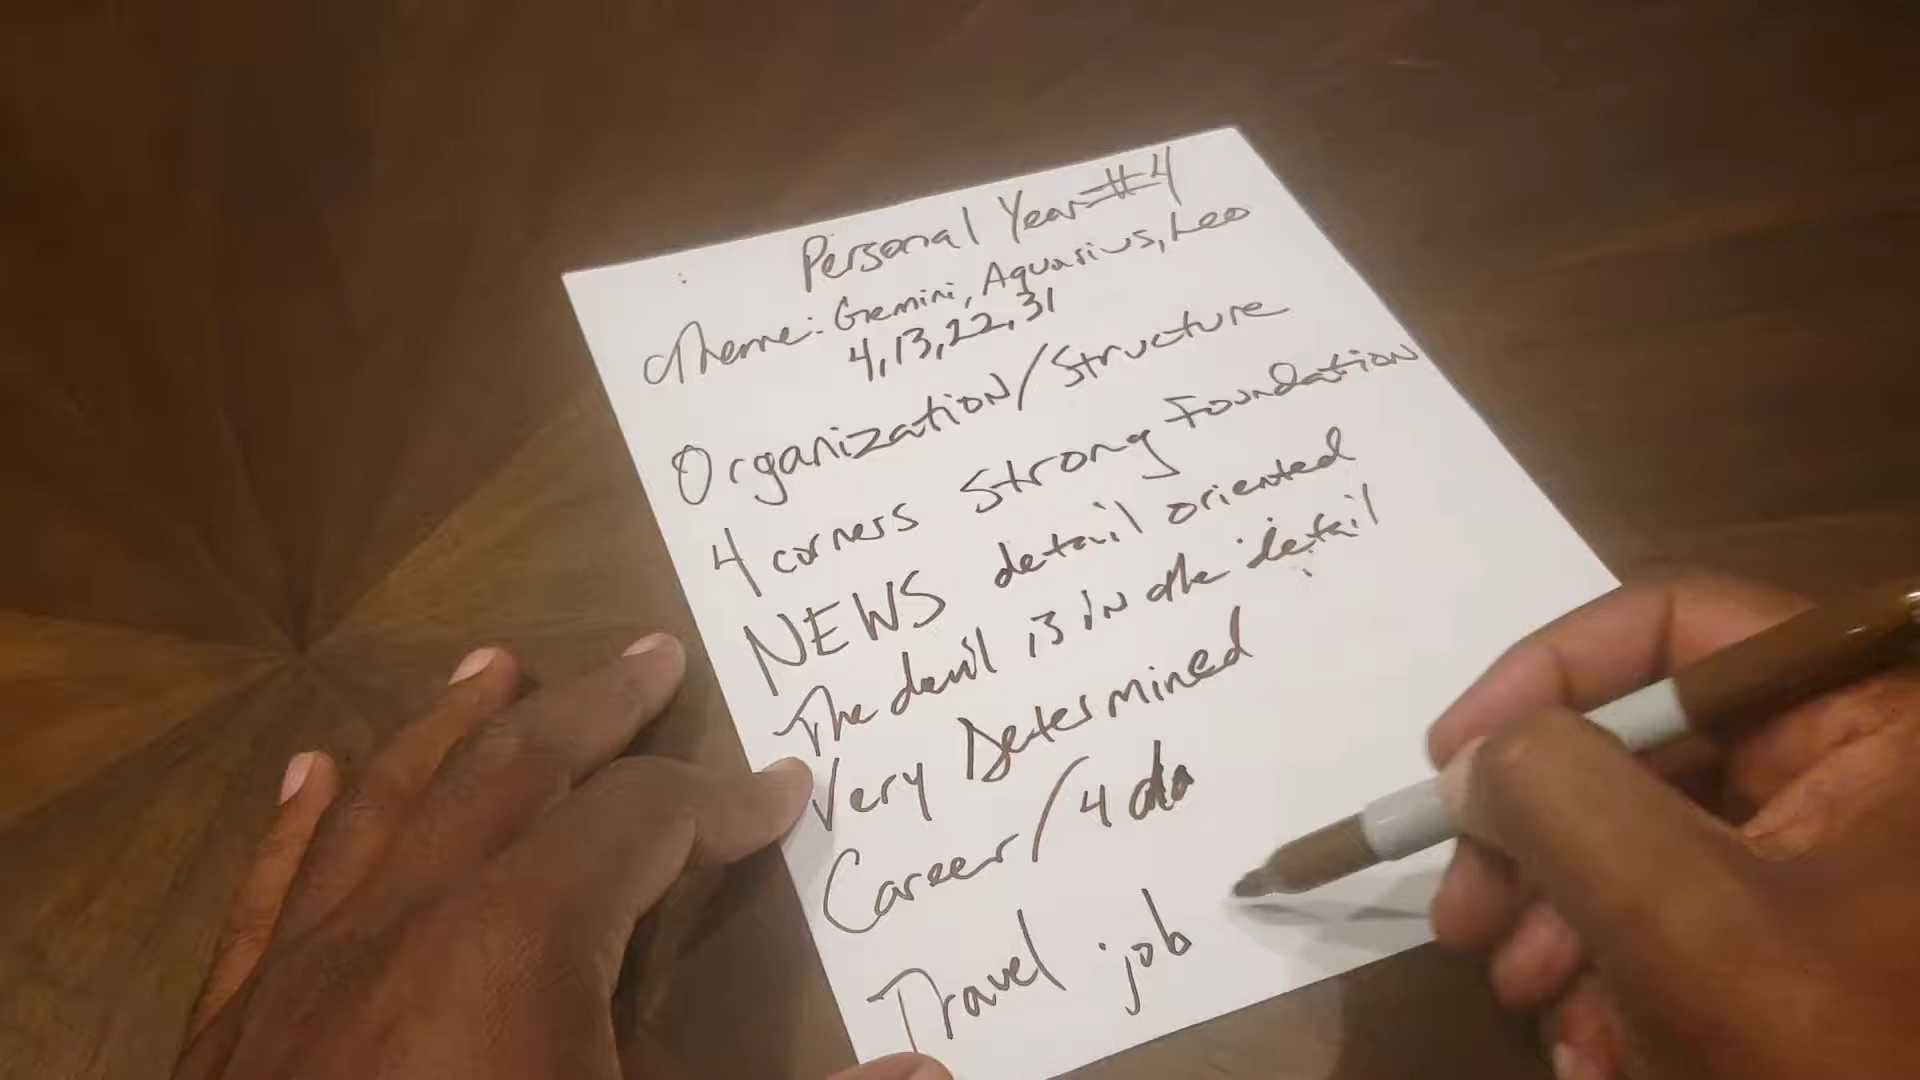 Personal Year #4
Theme: Gemini, Aquarius, Leo
4, 13, 22, 31
Organization/Structure
4 corners Strong Foundation
NEWS detail oriented
The devil is in the detail
Very Determined
Career/4
Travel job